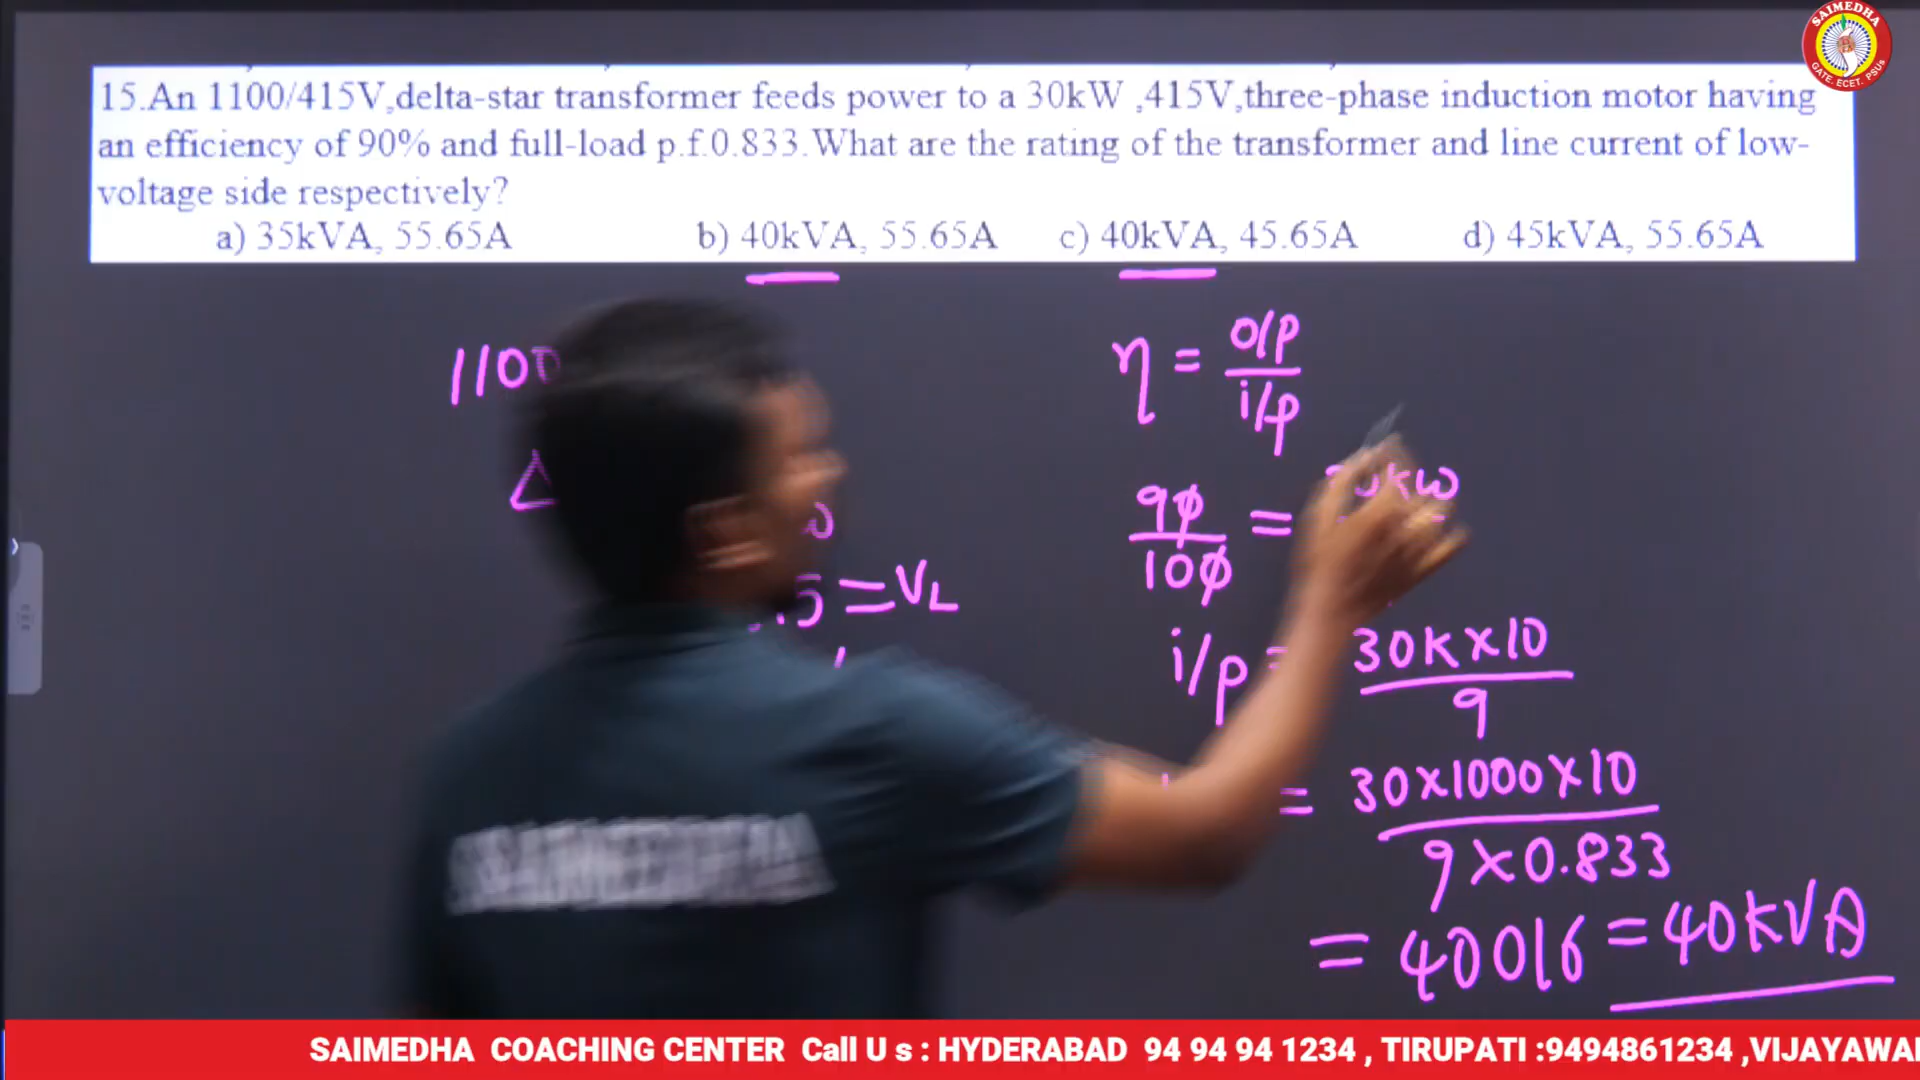 SAIMEDHA
GATE, ECET, PSUs
15.An 1100/415V,delta-star transformer feeds power to a 30kW ,415V,three-phase induction motor having
an efficiency of 90% and full-load p.f.0.833.What are the rating of the transformer and line current of low-
voltage side respectively?
a) 35kVA, 55.65A b) 40kVA, 55.65A c) 40kVA, 45.65A d) 45kVA, 55.65A
1100
Δ
= VL
η = o/p / i/p
90/100 = kw
i/p = 30K×10 / 9
= 30×1000×10 / 9×0.833
= 40016 = 40KVA
SAIMEDHA COACHING CENTER Call U s : HYDERABAD 94 94 94 1234 , TIRUPATI :9494861234 ,